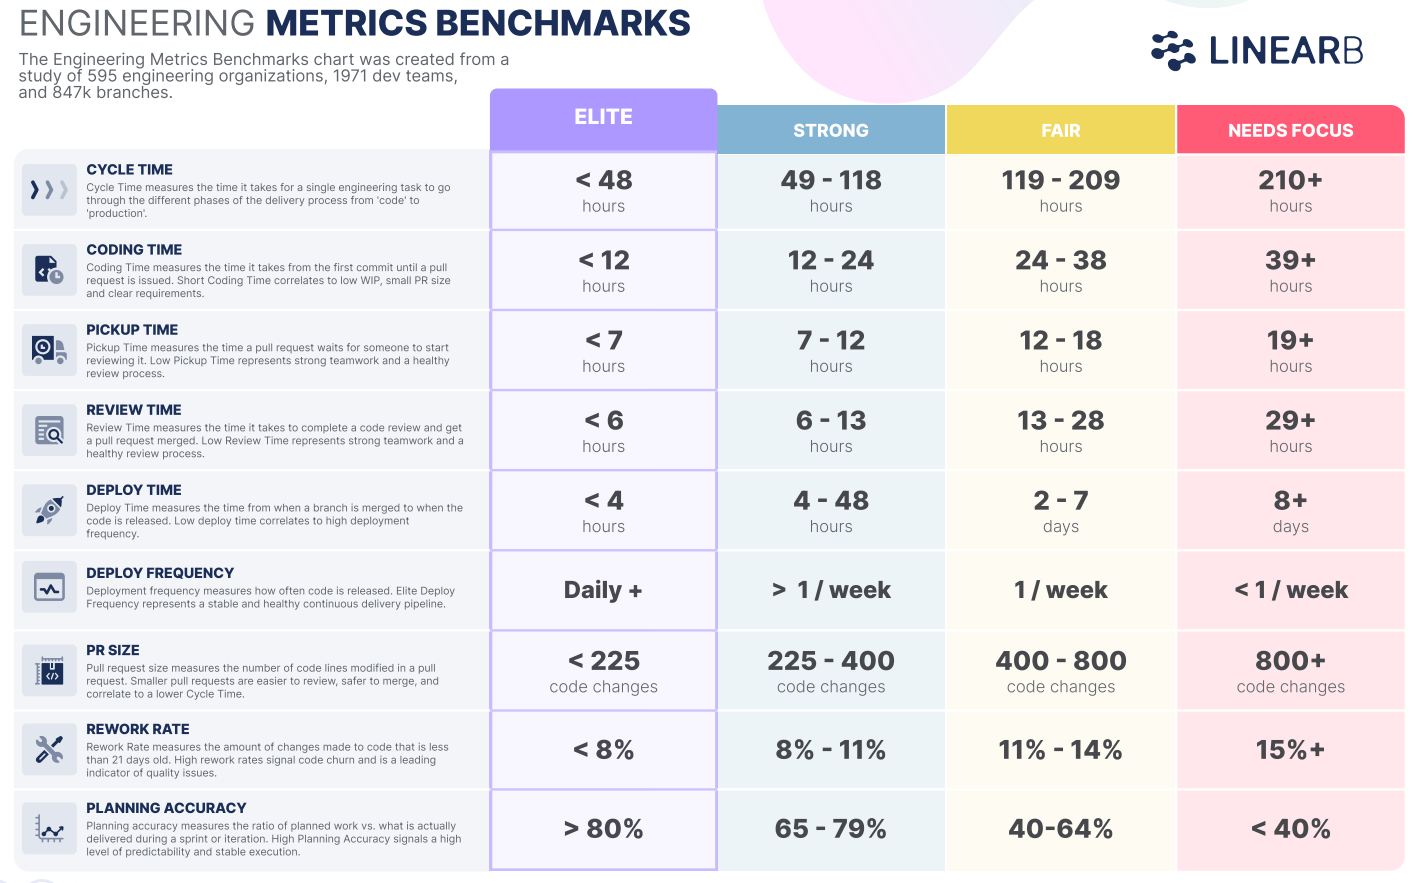 ENGINEERING METRICS BENCHMARKS
The Engineering Metrics Benchmarks chart was created from a
study of 595 engineering organizations, 1971 dev teams,
and 847k branches.
LINEARB
ELITE
STRONG
FAIR
NEEDS FOCUS
CYCLE TIME
Cycle Time measures the time it takes for a single engineering task to go
through the different phases of the delivery process from 'code' to
'production'.
< 48
hours
49 - 118
hours
119 - 209
hours
210+
hours
CODING TIME
Coding Time measures the time it takes from the first commit until a pull
request is issued. Short Coding Time correlates to low WIP, small PR size
and clear requirements.
< 12
hours
12 - 24
hours
24 - 38
hours
39+
hours
PICKUP TIME
Pickup Time measures the time a pull request waits for someone to start
reviewing it. Low Pickup Time represents strong teamwork and a healthy
review process.
< 7
hours
7 - 12
hours
12 - 18
hours
19+
hours
REVIEW TIME
Review Time measures the time it takes to complete a code review and get
a pull request merged. Low Review Time represents strong teamwork and a
healthy review process.
< 6
hours
6 - 13
hours
13 - 28
hours
29+
hours
DEPLOY TIME
Deploy Time measures the time from when a branch is merged to when the
code is released. Low deploy time correlates to high deployment
frequency.
< 4
hours
4 - 48
hours
2 - 7
days
8+
days
DEPLOY FREQUENCY
Deployment frequency measures how often code is released. Elite Deploy
Frequency represents a stable and healthy continuous delivery pipeline.
Daily +
> 1 / week
1 / week
< 1 / week
PR SIZE
Pull request size measures the number of code lines modified in a pull
request. Smaller pull requests are easier to review, safer to merge, and
correlate to a lower Cycle Time.
< 225
code changes
225 - 400
code changes
400 - 800
code changes
800+
code changes
REWORK RATE
Rework Rate measures the amount of changes made to code that is less
than 21 days old. High rework rates signal code churn and is a leading
indicator of quality issues.
< 8%
8% - 11%
11% - 14%
15%+
PLANNING ACCURACY
Planning accuracy measures the ratio of planned work vs. what is actually
delivered during a sprint or iteration. High Planning Accuracy signals a high
level of predictability and stable execution.
> 80%
65 - 79%
40-64%
< 40%